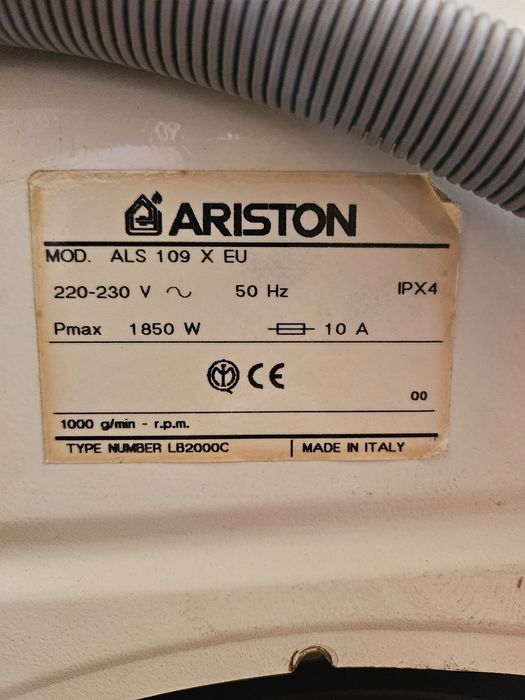 ARISTON
MOD. ALS 109 X EU
220-230 V ~ 50 Hz IPX4
Pmax 1850 W 10 A
CE
00
1000 g/min - r.p.m.
TYPE NUMBER LB2000C | MADE IN ITALY